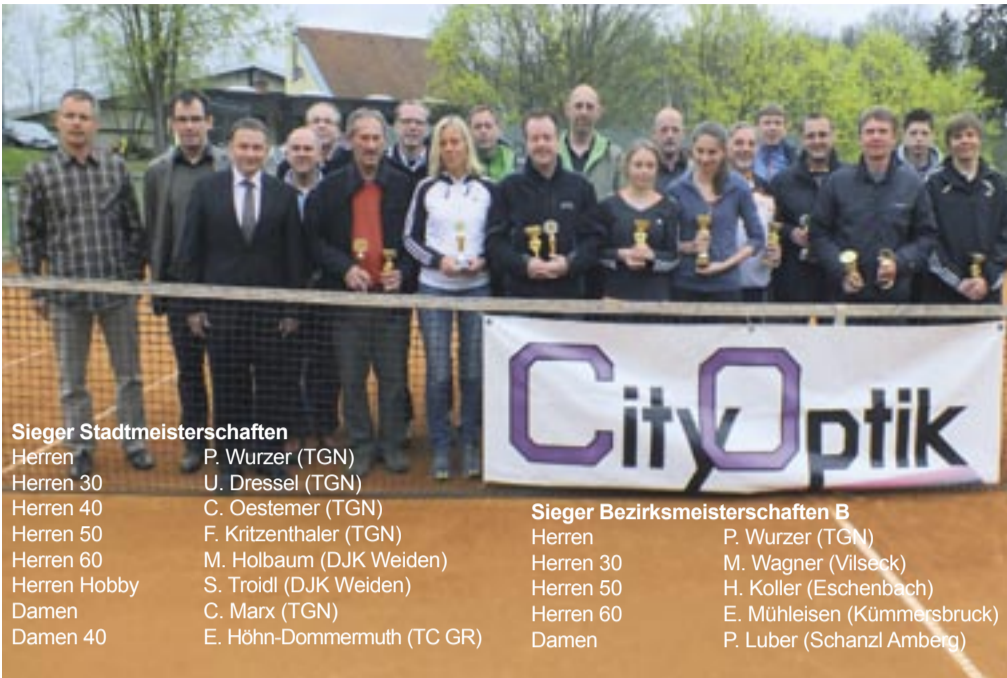 City Optik
Sieger Stadtmeisterschaften
Herren P. Wurzer (TGN)
Herren 30 U. Dressel (TGN)
Herren 40 C. Oestemer (TGN)
Herren 50 F. Kritzenthaler (TGN)
Herren 60 M. Holbaum (DJK Weiden)
Herren Hobby S. Troidl (DJK Weiden)
Damen C. Marx (TGN)
Damen 40 E. Höhn-Dommermuth (TC GR)
Sieger Bezirksmeisterschaften B
Herren P. Wurzer (TGN)
Herren 30 M. Wagner (Vilseck)
Herren 50 H. Koller (Eschenbach)
Herren 60 E. Mühleisen (Kümmersbruck)
Damen P. Luber (Schanzl Amberg)